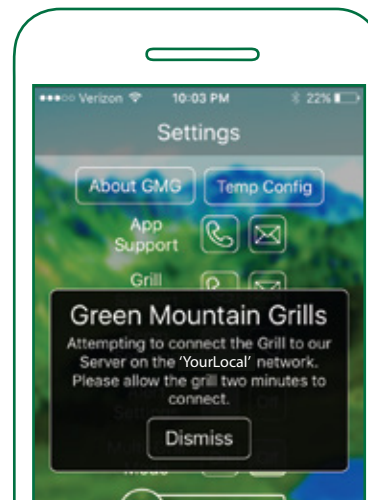 Verizon 10:03 PM 22%
Settings
About GMG Temp Config
App
Support
Grill
Green Mountain Grills
Attempting to connect the Grill to our
Server on the 'YourLocal' network.
Please allow the grill two minutes to
connect.
Dismiss